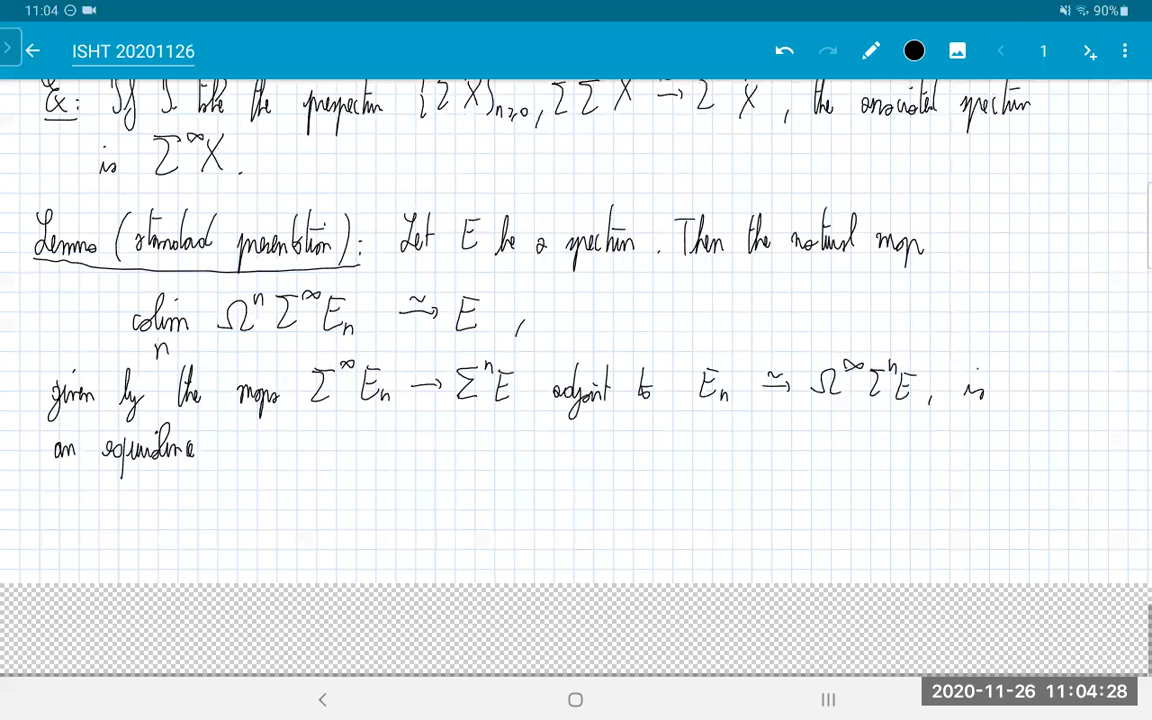 11:04
90%
ISHT 20201126
1
Ex: If I take the prespectrum {Σ X}_{n≥0}, ΣΣ X → Σ X, the associated spectrum
is Σ^∞ X.
Lemma (standard presentation): Let E be a spectrum. Then the natural map
colim_n Ω^n Σ^∞ E_n ⥲ E,
given by the maps Σ^∞ E_n → Σ^n E adjoint to E_n ≃ Ω^∞ Σ^n E, is
an equivalence
2020-11-26 11:04:28